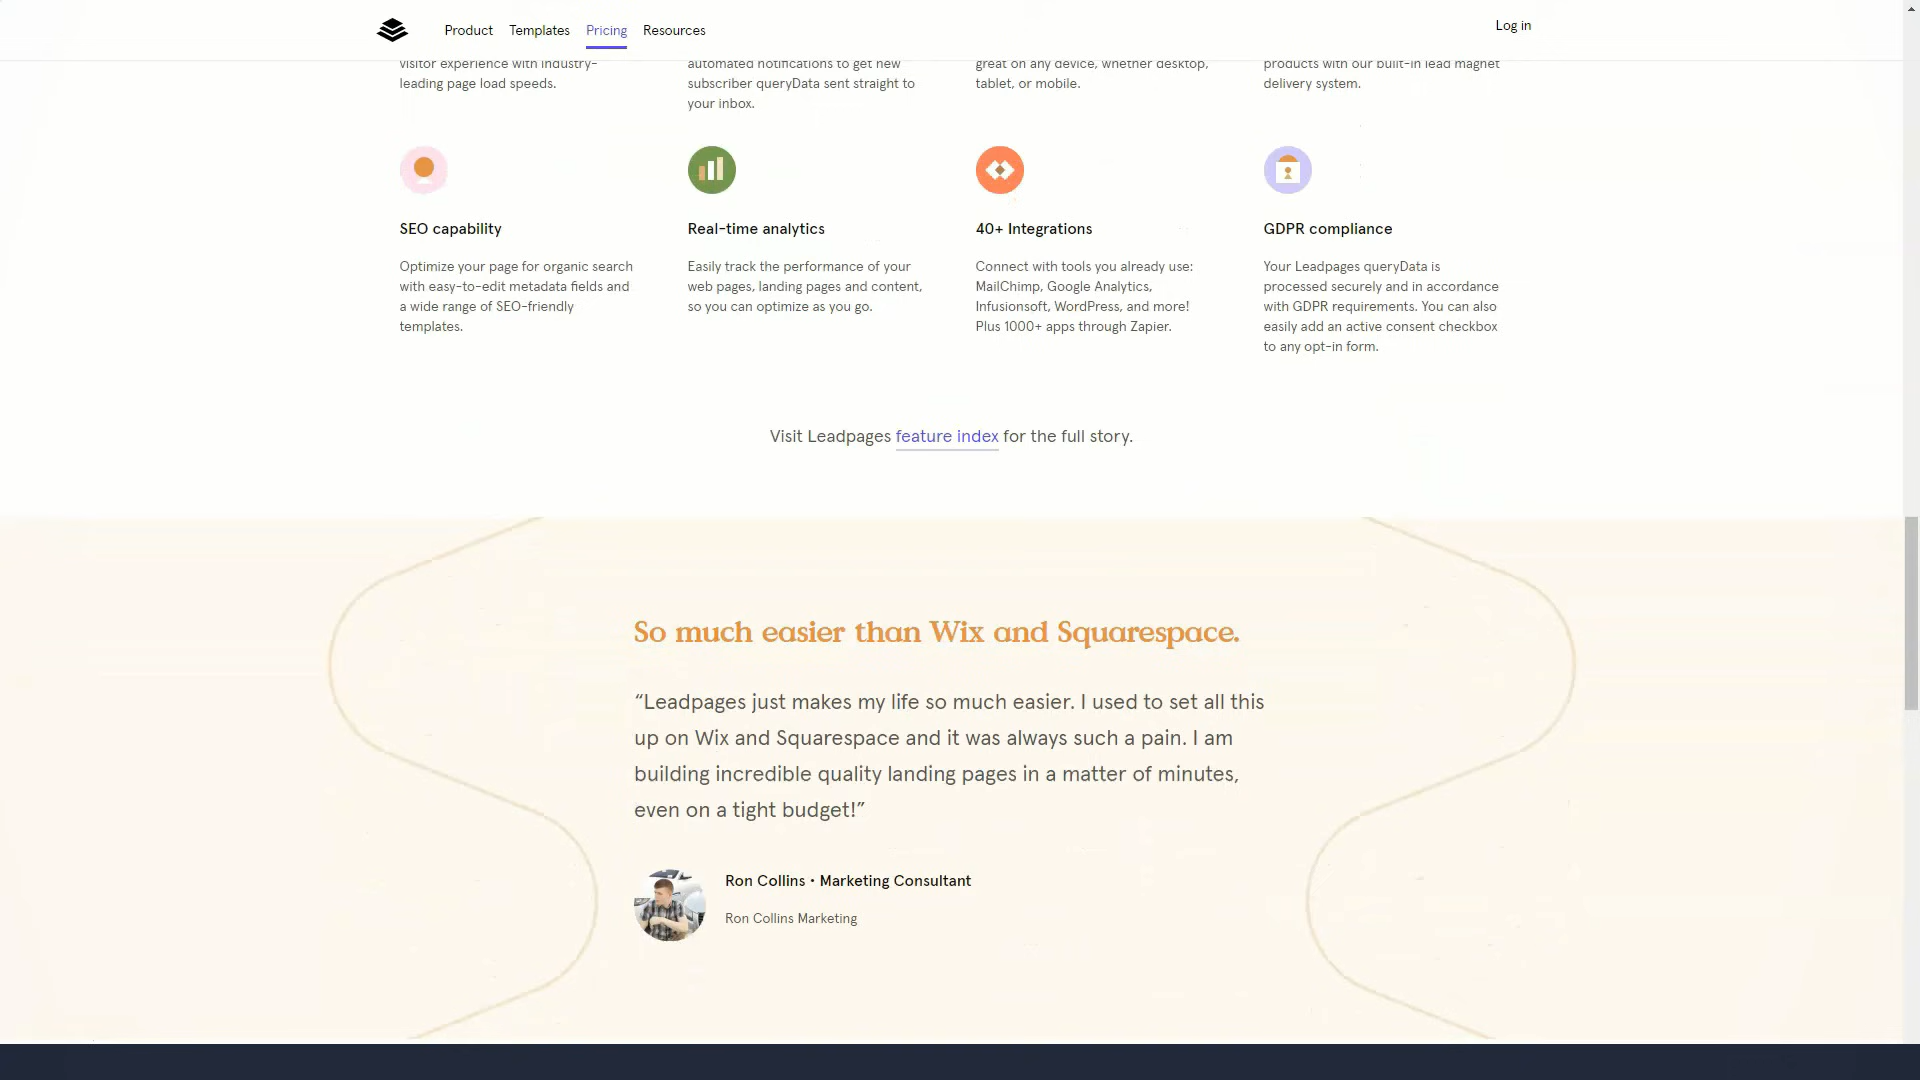 Product Templates Pricing Resources Log in
visitor experience with industry-
leading page load speeds.
automated notifications to get new
subscriber queryData sent straight to
your inbox.
great on any device, whether desktop,
tablet, or mobile.
products with our built-in lead magnet
delivery system.
SEO capability
Optimize your page for organic search
with easy-to-edit metadata fields and
a wide range of SEO-friendly
templates.
Real-time analytics
Easily track the performance of your
web pages, landing pages and content,
so you can optimize as you go.
40+ Integrations
Connect with tools you already use:
MailChimp, Google Analytics,
Infusionsoft, WordPress, and more!
Plus 1000+ apps through Zapier.
GDPR compliance
Your Leadpages queryData is
processed securely and in accordance
with GDPR requirements. You can also
easily add an active consent checkbox
to any opt-in form.
Visit Leadpages feature index for the full story.
So much easier than Wix and Squarespace.
“Leadpages just makes my life so much easier. I used to set all this
up on Wix and Squarespace and it was always such a pain. I am
building incredible quality landing pages in a matter of minutes,
even on a tight budget!”
Ron Collins • Marketing Consultant
Ron Collins Marketing